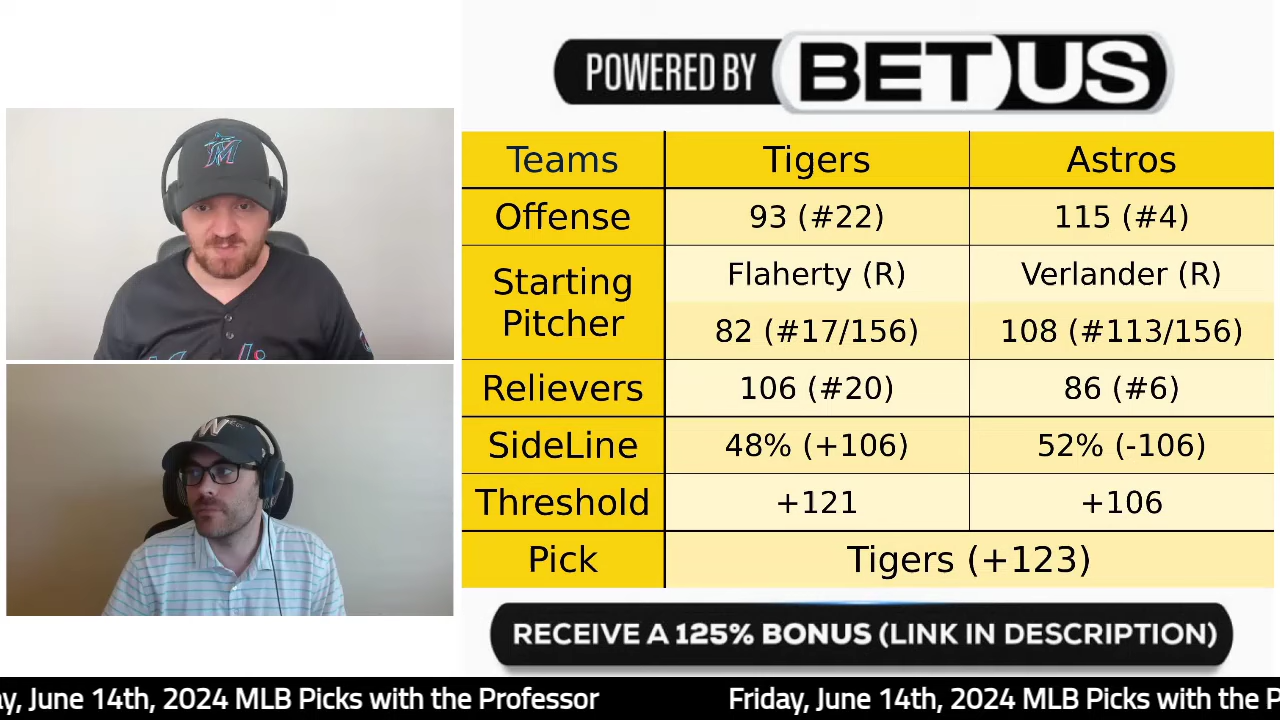 POWERED BY BETUS
Teams Tigers Astros
Offense 93 (#22) 115 (#4)
Starting Pitcher Flaherty (R) Verlander (R)
82 (#17/156) 108 (#113/156)
Relievers 106 (#20) 86 (#6)
SideLine 48% (+106) 52% (-106)
Threshold +121 +106
Pick Tigers (+123)
RECEIVE A 125% BONUS (LINK IN DESCRIPTION)
ay, June 14th, 2024 MLB Picks with the Professor Friday, June 14th, 2024 MLB Picks with the P